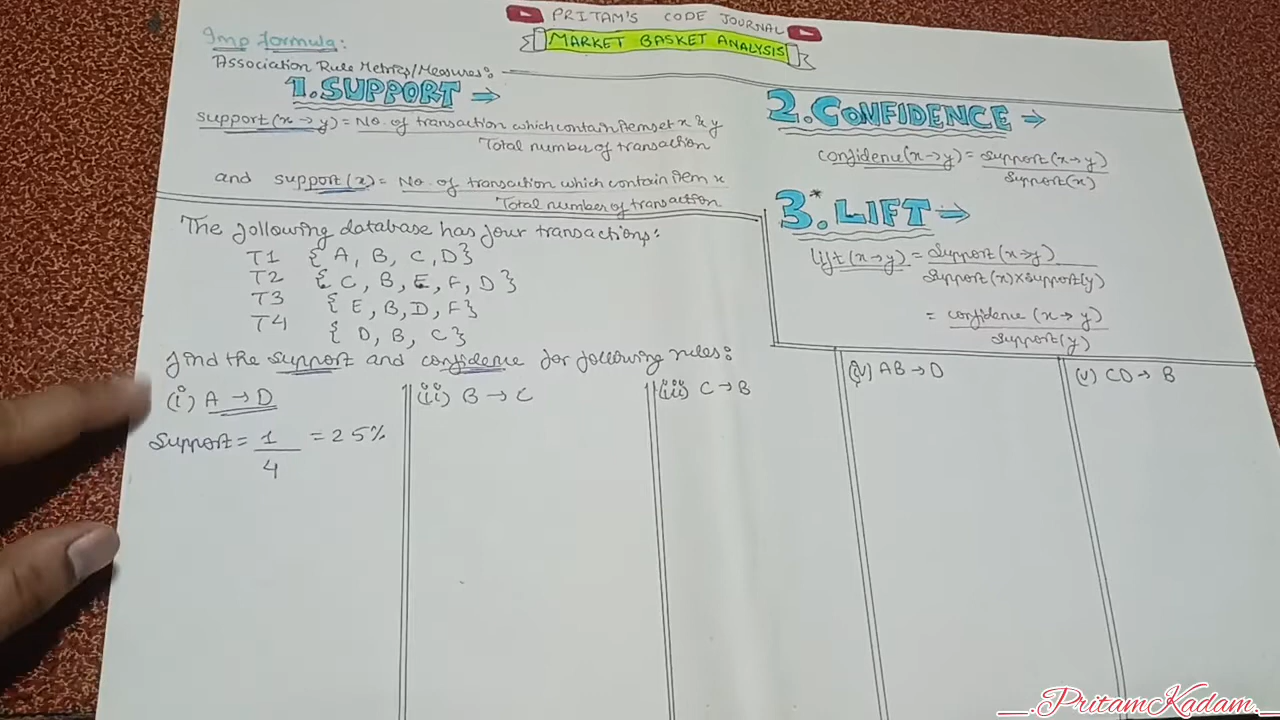 PRITAM'S CODE JOURNAL
MARKET BASKET ANALYSIS
Imp formula:
Association Rule Metrics/Measures:
1. SUPPORT ⇒
support(x→y) = No. of transaction which contain itemset x & y
Total number of transaction
and support(x) = No. of transaction which contain item x
Total number of transaction
2. CONFIDENCE →
confidence(x→y) = support(x→y)
support(x)
3.* LIFT →
lift(x→y) = support(x→y)
support(x)×support(y)
= confidence (x→y)
support(y)
The following database has four transactions:
T1 { A, B, C, D}
T2 { C, B, E, F, D }
T3 { E, B, D, F }
T4 { D, B, C }
find the support and confidence for following rules:
(i) A → D
support = 1 = 25%
4
(ii) B → C
(iii) C → B
(iv) AB → D
(v) CD → B
__.PritamKadam.__